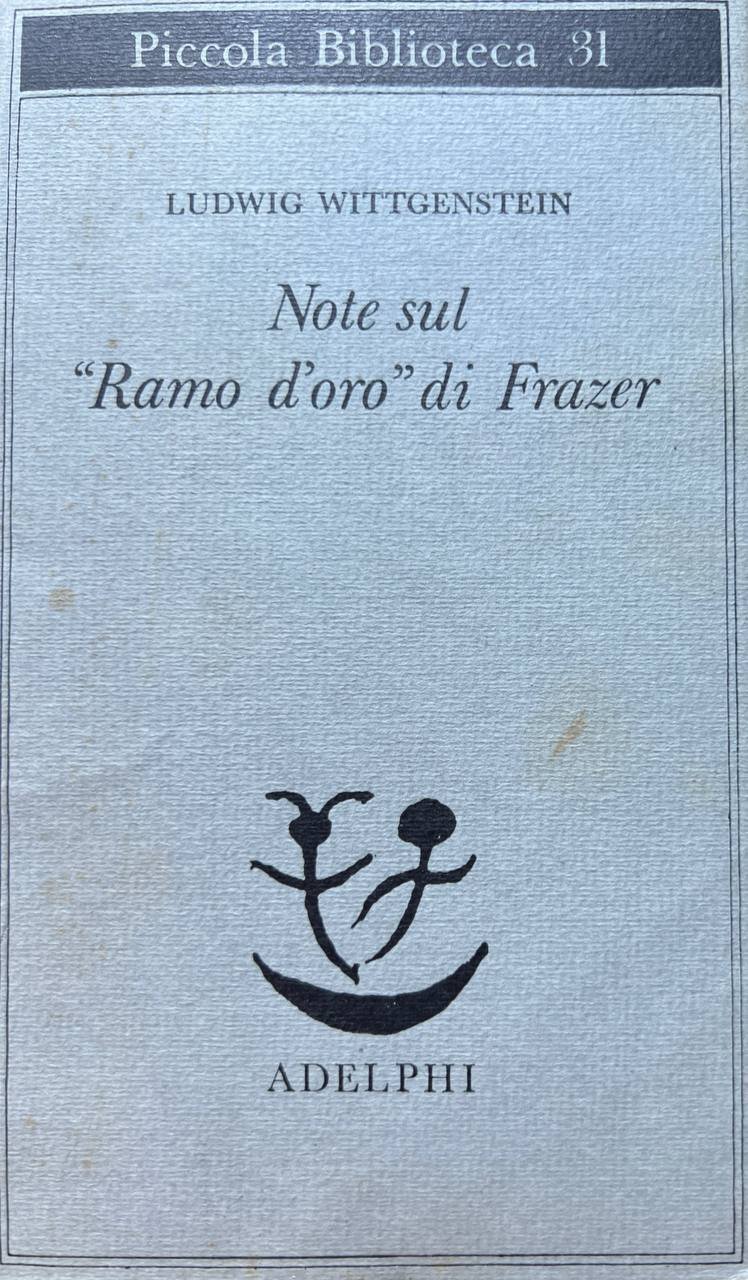 Piccola Biblioteca 31
LUDWIG WITTGENSTEIN
Note sul
“Ramo d’oro” di Frazer
ADELPHI